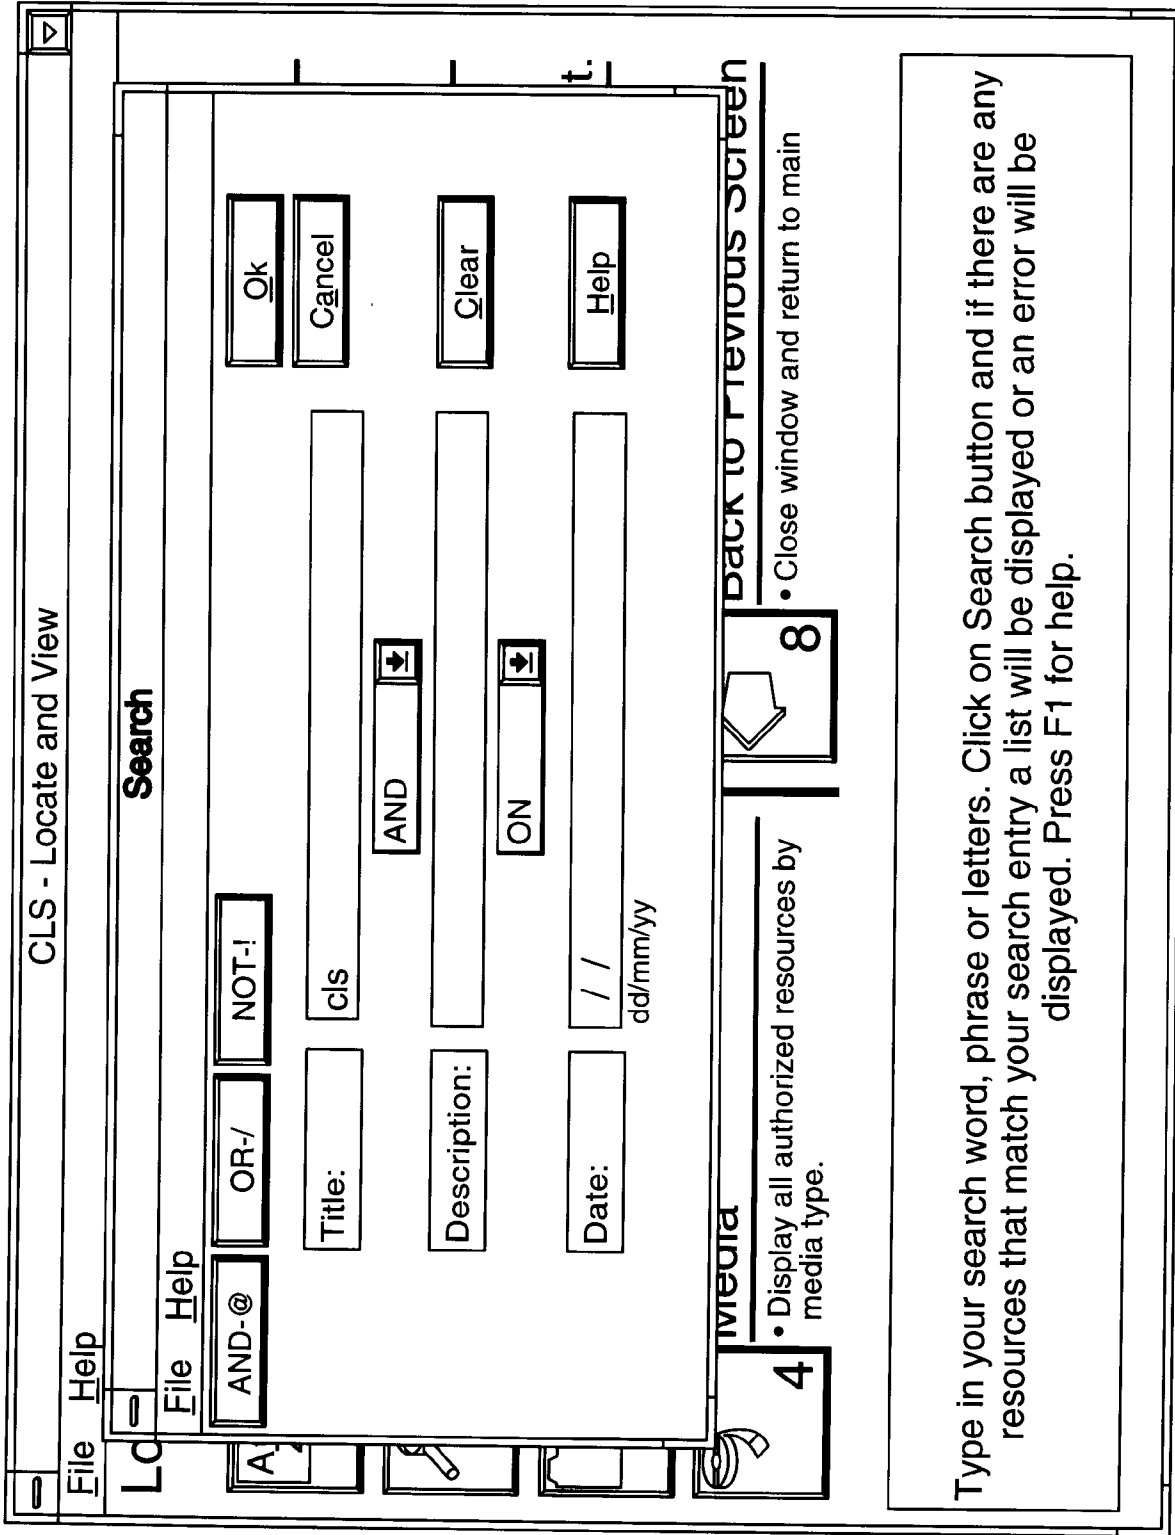 CLS - Locate and View
File Help
Search
File Help
AND-@ OR-/ NOT-! Ok
Cancel
Title: cls
AND
Description: Clear
ON
Date: / / Help
dd/mm/yy
t.
Media
Back to Previous Screen
4
• Display all authorized resources by
media type.
8
• Close window and return to main
Type in your search word, phrase or letters. Click on Search button and if there are any
resources that match your search entry a list will be displayed or an error will be
displayed. Press F1 for help.